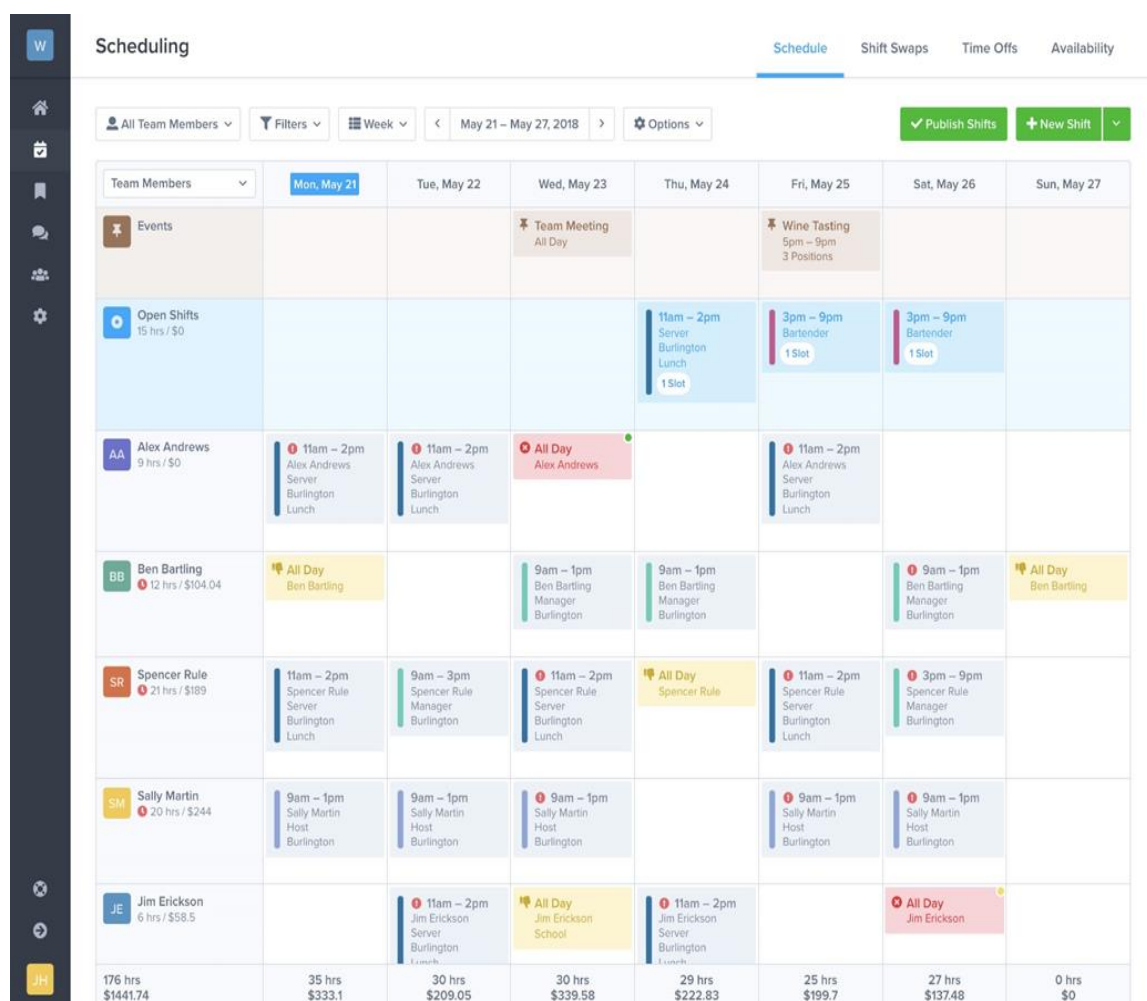 W
Scheduling
Schedule
Shift Swaps
Time Offs
Availability
All Team Members
Filters
Week
May 21 – May 27, 2018
Options
Publish Shifts
New Shift
Team Members
Mon, May 21
Tue, May 22
Wed, May 23
Thu, May 24
Fri, May 25
Sat, May 26
Sun, May 27
Events
Team Meeting
All Day
Wine Tasting
5pm – 9pm
3 Positions
Open Shifts
15 hrs / $0
11am – 2pm
Server
Burlington
Lunch
1 Slot
3pm – 9pm
Bartender
1 Slot
3pm – 9pm
Bartender
1 Slot
AA
Alex Andrews
9 hrs / $0
11am – 2pm
Alex Andrews
Server
Burlington
Lunch
11am – 2pm
Alex Andrews
Server
Burlington
Lunch
All Day
Alex Andrews
11am – 2pm
Alex Andrews
Server
Burlington
Lunch
BB
Ben Bartling
12 hrs / $104.04
All Day
Ben Bartling
9am – 1pm
Ben Bartling
Manager
Burlington
9am – 1pm
Ben Bartling
Manager
Burlington
9am – 1pm
Ben Bartling
Manager
Burlington
All Day
Ben Bartling
SR
Spencer Rule
21 hrs / $189
11am – 2pm
Spencer Rule
Server
Burlington
Lunch
9am – 3pm
Spencer Rule
Manager
Burlington
11am – 2pm
Spencer Rule
Server
Burlington
Lunch
All Day
Spencer Rule
11am – 2pm
Spencer Rule
Server
Burlington
Lunch
3pm – 9pm
Spencer Rule
Manager
Burlington
SM
Sally Martin
20 hrs / $244
9am – 1pm
Sally Martin
Host
Burlington
9am – 1pm
Sally Martin
Host
Burlington
9am – 1pm
Sally Martin
Host
Burlington
9am – 1pm
Sally Martin
Host
Burlington
9am – 1pm
Sally Martin
Host
Burlington
JE
Jim Erickson
6 hrs / $58.5
11am – 2pm
Jim Erickson
Server
Burlington
Lunch
All Day
Jim Erickson
School
11am – 2pm
Jim Erickson
Server
Burlington
Lunch
All Day
Jim Erickson
JH
176 hrs
$1441.74
35 hrs
$333.1
30 hrs
$209.05
30 hrs
$339.58
29 hrs
$222.83
25 hrs
$199.7
27 hrs
$137.48
0 hrs
$0